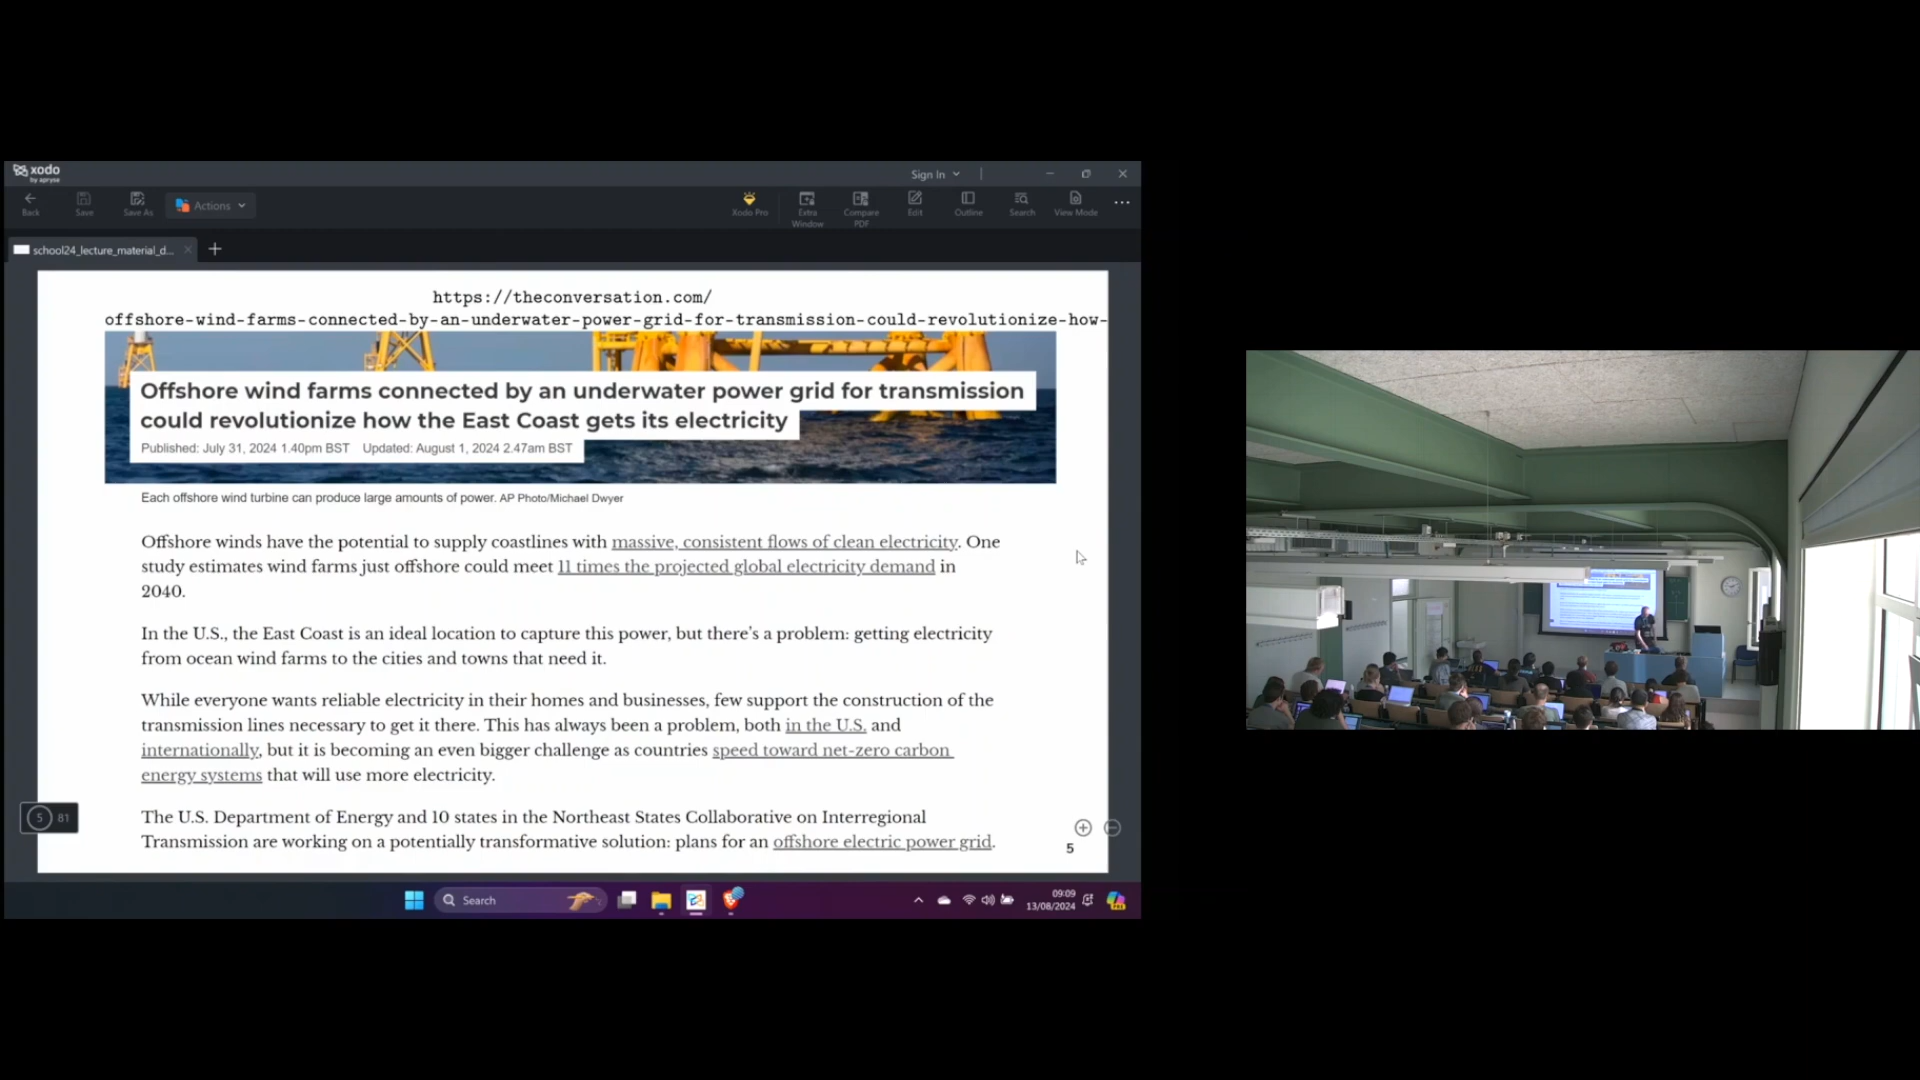 xodo
by apryse
Sign In
Back
Save
Save As
Actions
Xodo Pro
Extra Window
Compare PDF
Edit
Outline
Search
View Mode
school24_lecture_material_d...
https://theconversation.com/
offshore-wind-farms-connected-by-an-underwater-power-grid-for-transmission-could-revolutionize-how-
Offshore wind farms connected by an underwater power grid for transmission
could revolutionize how the East Coast gets its electricity
Published: July 31, 2024 1.40pm BST Updated: August 1, 2024 2.47am BST
Each offshore wind turbine can produce large amounts of power. AP Photo/Michael Dwyer
Offshore winds have the potential to supply coastlines with massive, consistent flows of clean electricity. One
study estimates wind farms just offshore could meet 11 times the projected global electricity demand in
2040.
In the U.S., the East Coast is an ideal location to capture this power, but there's a problem: getting electricity
from ocean wind farms to the cities and towns that need it.
While everyone wants reliable electricity in their homes and businesses, few support the construction of the
transmission lines necessary to get it there. This has always been a problem, both in the U.S. and
internationally, but it is becoming an even bigger challenge as countries speed toward net-zero carbon
energy systems that will use more electricity.
The U.S. Department of Energy and 10 states in the Northeast States Collaborative on Interregional
Transmission are working on a potentially transformative solution: plans for an offshore electric power grid.
5 81
5
Search
09:09
13/08/2024